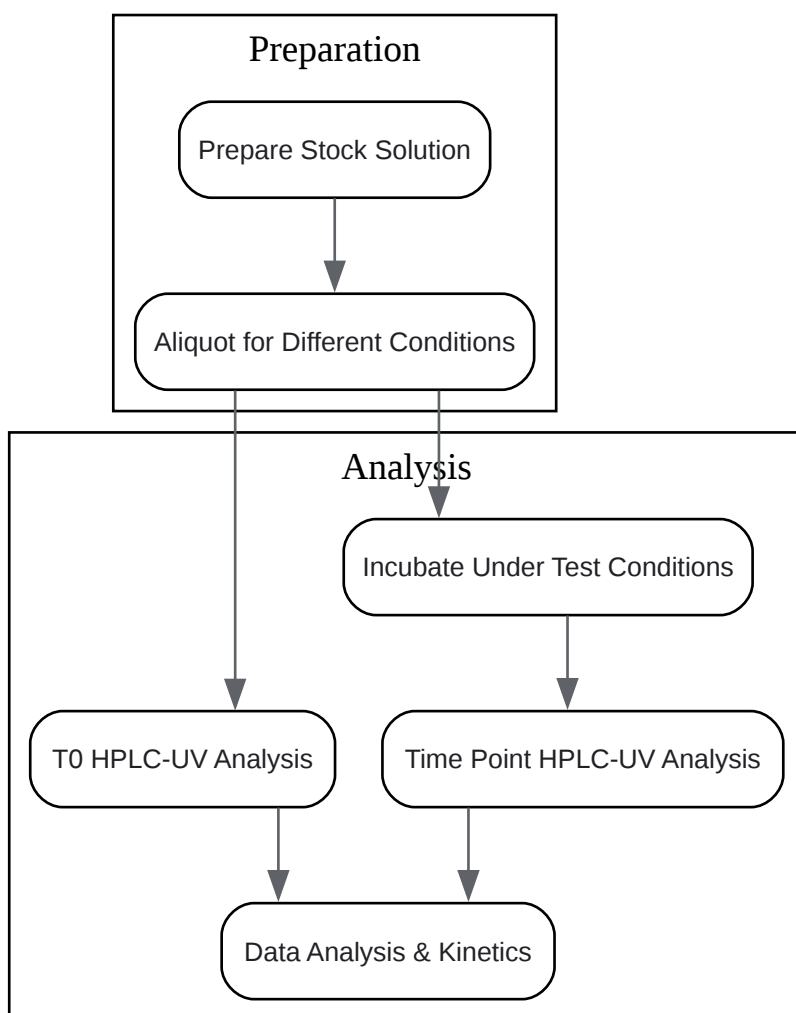 Preparation
Prepare Stock Solution
Aliquot for Different Conditions
Analysis
Incubate Under Test Conditions
T0 HPLC-UV Analysis
Time Point HPLC-UV Analysis
Data Analysis & Kinetics